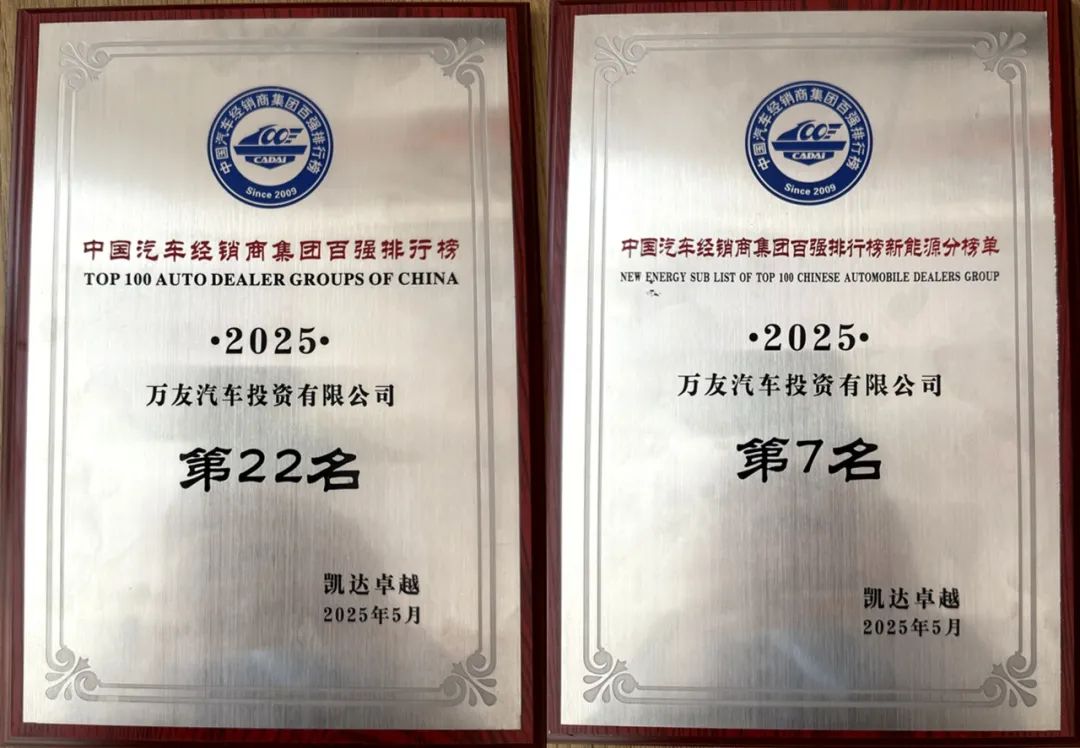 中国汽车经销商集团百强排行榜
CADAI
Since 2009
中国汽车经销商集团百强排行榜
TOP 100 AUTO DEALER GROUPS OF CHINA
·2025·
万友汽车投资有限公司
第22名
凯达卓越
2025年5月
中国汽车经销商集团百强排行榜
CADAI
Since 2009
中国汽车经销商集团百强排行榜新能源分榜单
NEW ENERGY SUB LIST OF TOP 100 CHINESE AUTOMOBILE DEALERS GROUP
·2025·
万友汽车投资有限公司
第7名
凯达卓越
2025年5月